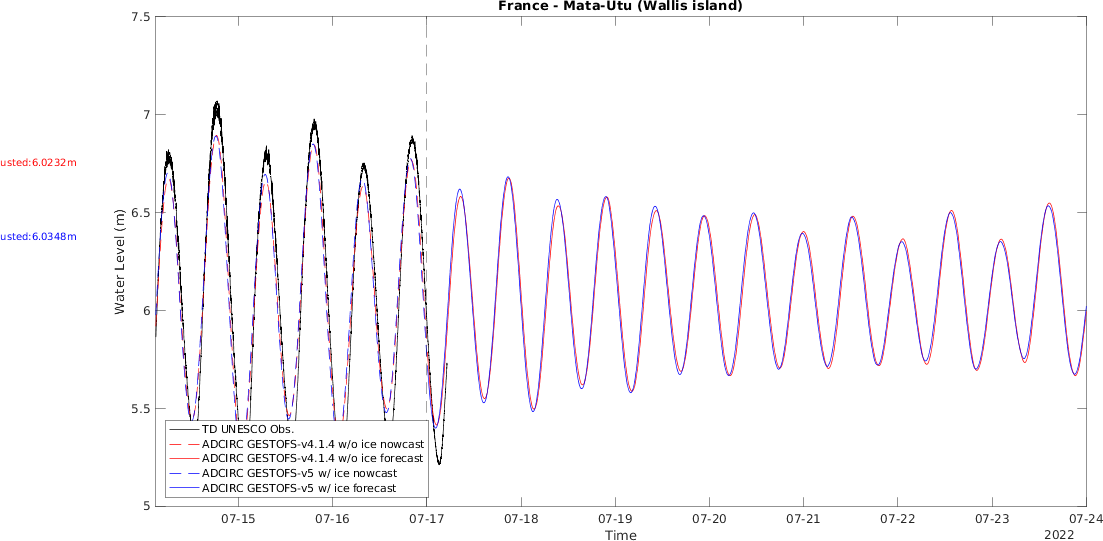 France - Mata-Utu (Wallis island)
7.5
7
usted:6.0232m
6.5
usted:6.0348m
Water Level (m)
6
5.5
5
TD UNESCO Obs.
ADCIRC GESTOFS-v4.1.4 w/o ice nowcast
ADCIRC GESTOFS-v4.1.4 w/o ice forecast
ADCIRC GESTOFS-v5 w/ ice nowcast
ADCIRC GESTOFS-v5 w/ ice forecast
07-15 07-16 07-17 07-18 07-19 07-20 07-21 07-22 07-23 07-24
Time
2022